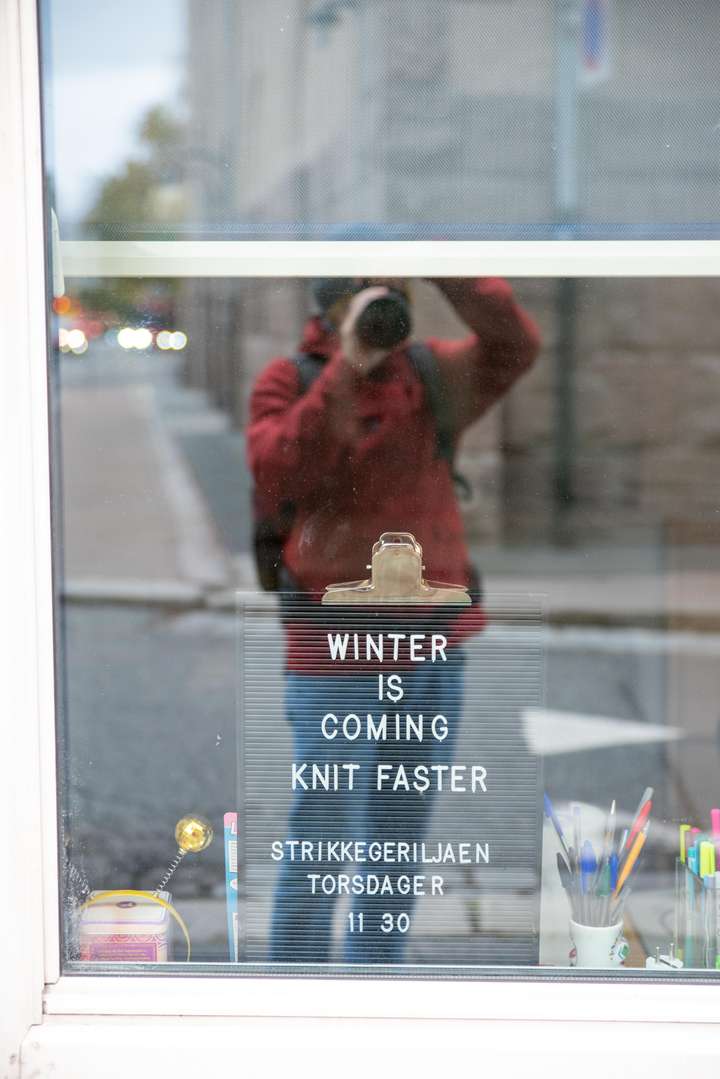 WINTER
IS
COMING
KNIT FASTER
STRIKKEGERILJAEN
TORSDAGER
11 30